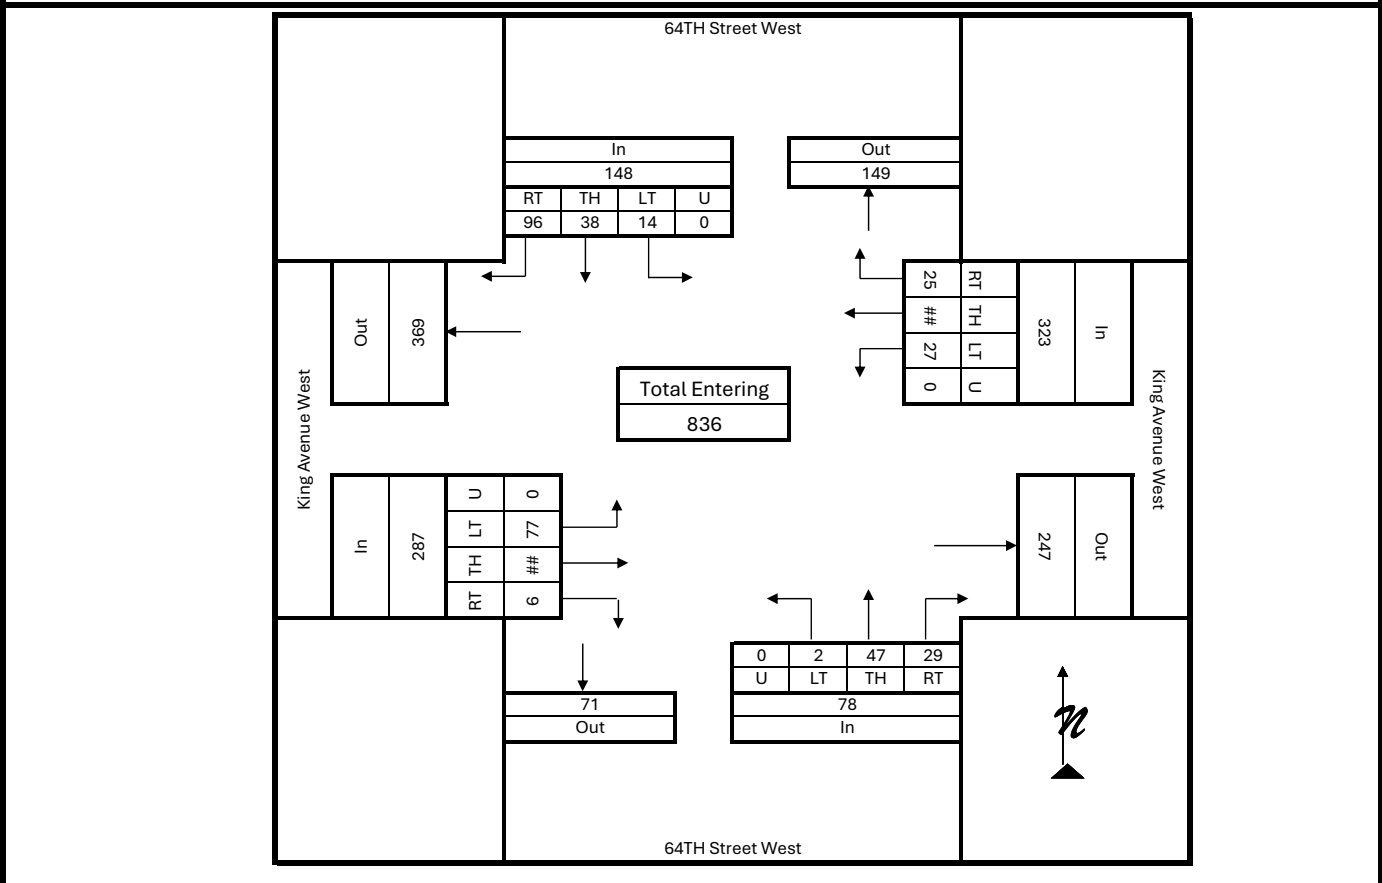 64TH Street West
In
148
RT TH LT U
96 38 14 0
Out
149
Out
369
25 RT
## TH
27 LT
0 U
323
In
King Avenue West
Total Entering
836
King Avenue West
In
287
U 0
LT 77
TH ##
RT 6
247
Out
0 2 47 29
U LT TH RT
78
In
71
Out
N
64TH Street West